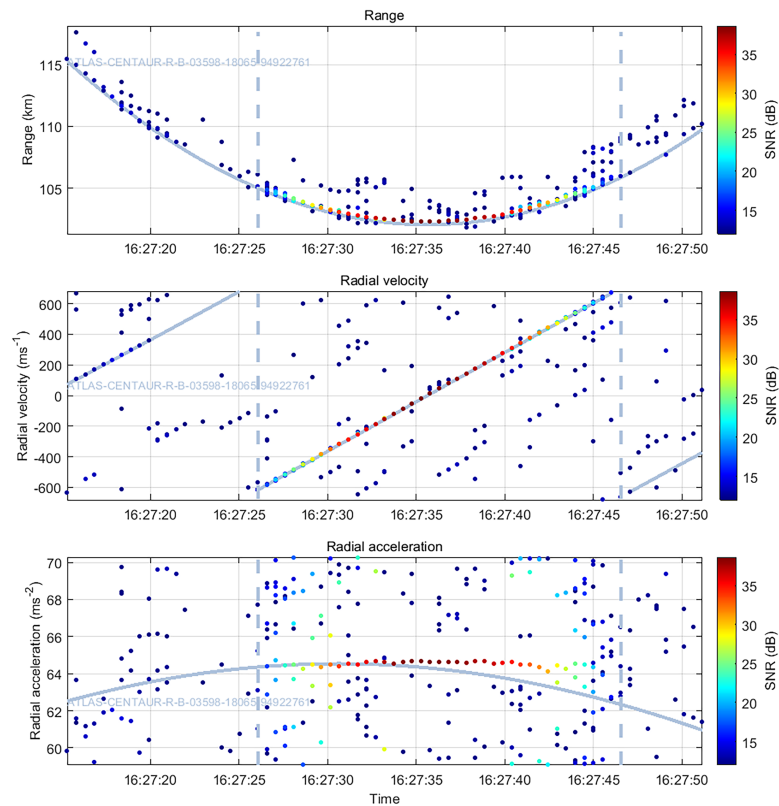 Range
115
110
105
Range (km)
ATLAS-CENTAUR-R-B-03598-18065-94922761
16:27:20 16:27:25 16:27:30 16:27:35 16:27:40 16:27:45 16:27:50
35
30
25
20
15
SNR (dB)
Radial velocity
600
400
200
0
-200
-400
-600
Radial velocity (ms-1)
ATLAS-CENTAUR-R-B-03598-18065-94922761
16:27:20 16:27:25 16:27:30 16:27:35 16:27:40 16:27:45 16:27:50
35
30
25
20
15
SNR (dB)
Radial acceleration
70
68
66
64
62
60
Radial acceleration (ms-2)
ATLAS-CENTAUR-R-B-03598-18065-94922761
16:27:20 16:27:25 16:27:30 16:27:35 16:27:40 16:27:45 16:27:50
35
30
25
20
15
SNR (dB)
Time